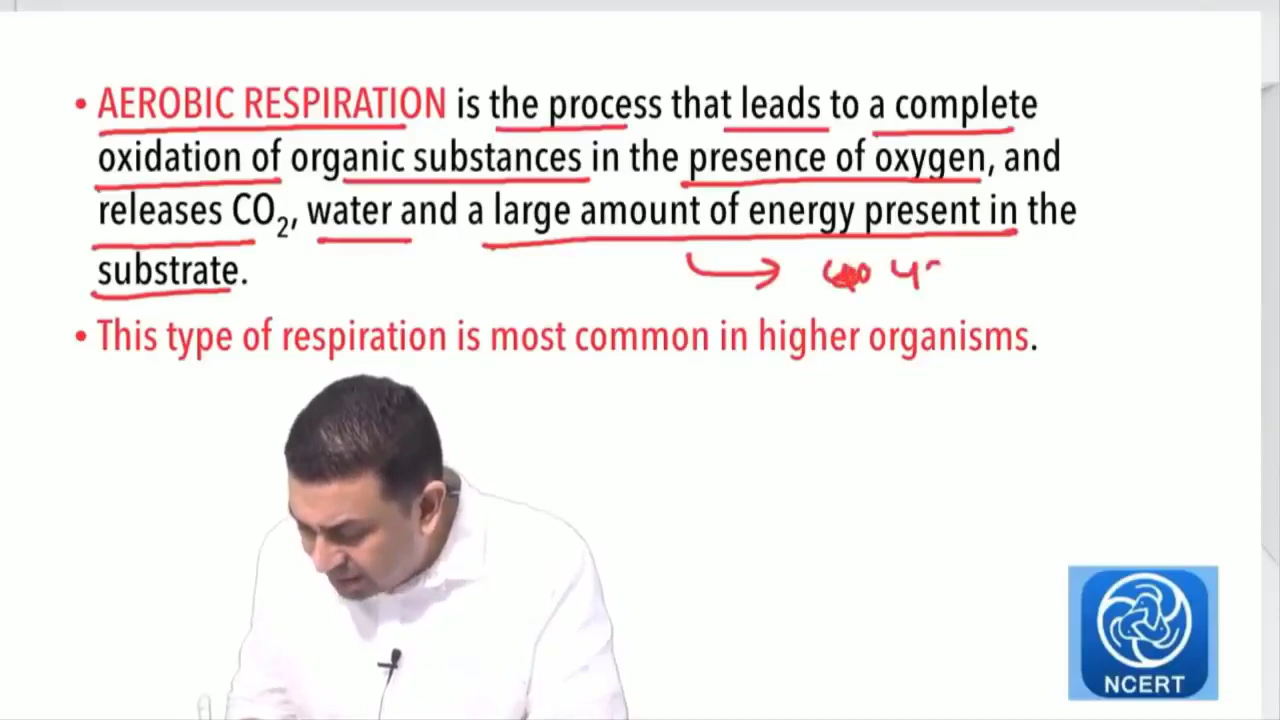 • AEROBIC RESPIRATION is the process that leads to a complete
oxidation of organic substances in the presence of oxygen, and
releases CO₂, water and a large amount of energy present in the
substrate.
• This type of respiration is most common in higher organisms.
NCERT